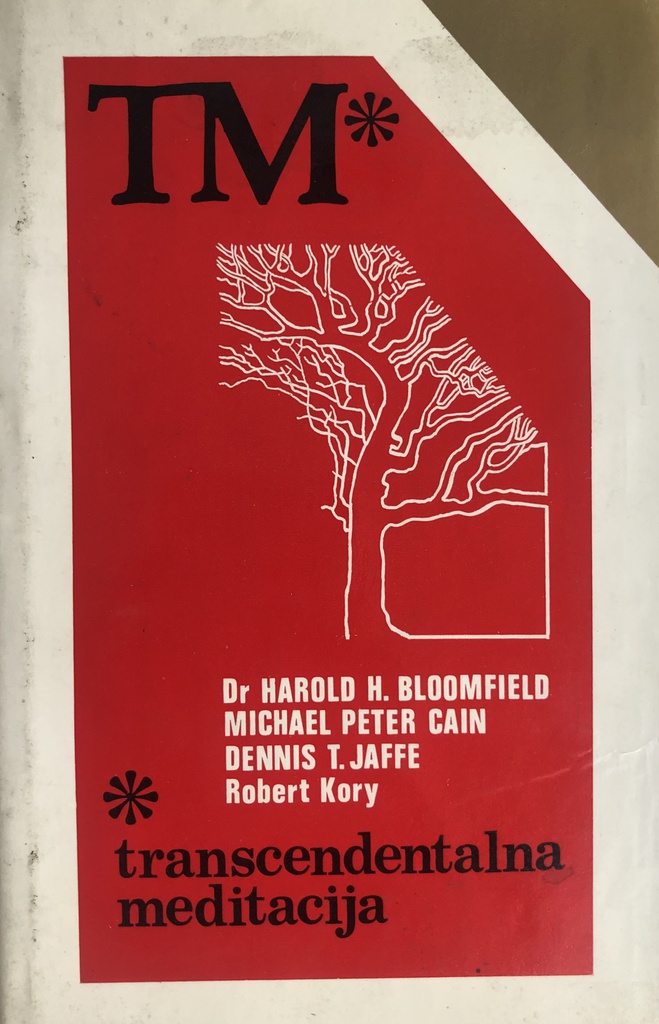 TM*
Dr HAROLD H. BLOOMFIELD
MICHAEL PETER CAIN
DENNIS T. JAFFE
Robert Kory
*
transcendentalna
meditacija